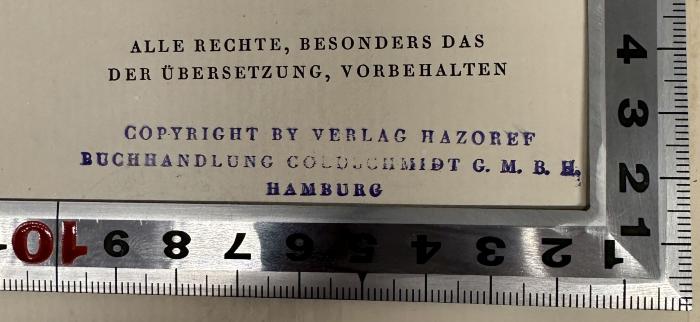 ALLE RECHTE, BESONDERS DAS
DER ÜBERSETZUNG, VORBEHALTEN
COPYRIGHT BY VERLAG HAZOREF
BUCHHANDLUNG GOLDSCHMIDT G. M. B. H.
HAMBURG
4
3
2
1
10 9 8 7 6 5 4 3 2 1